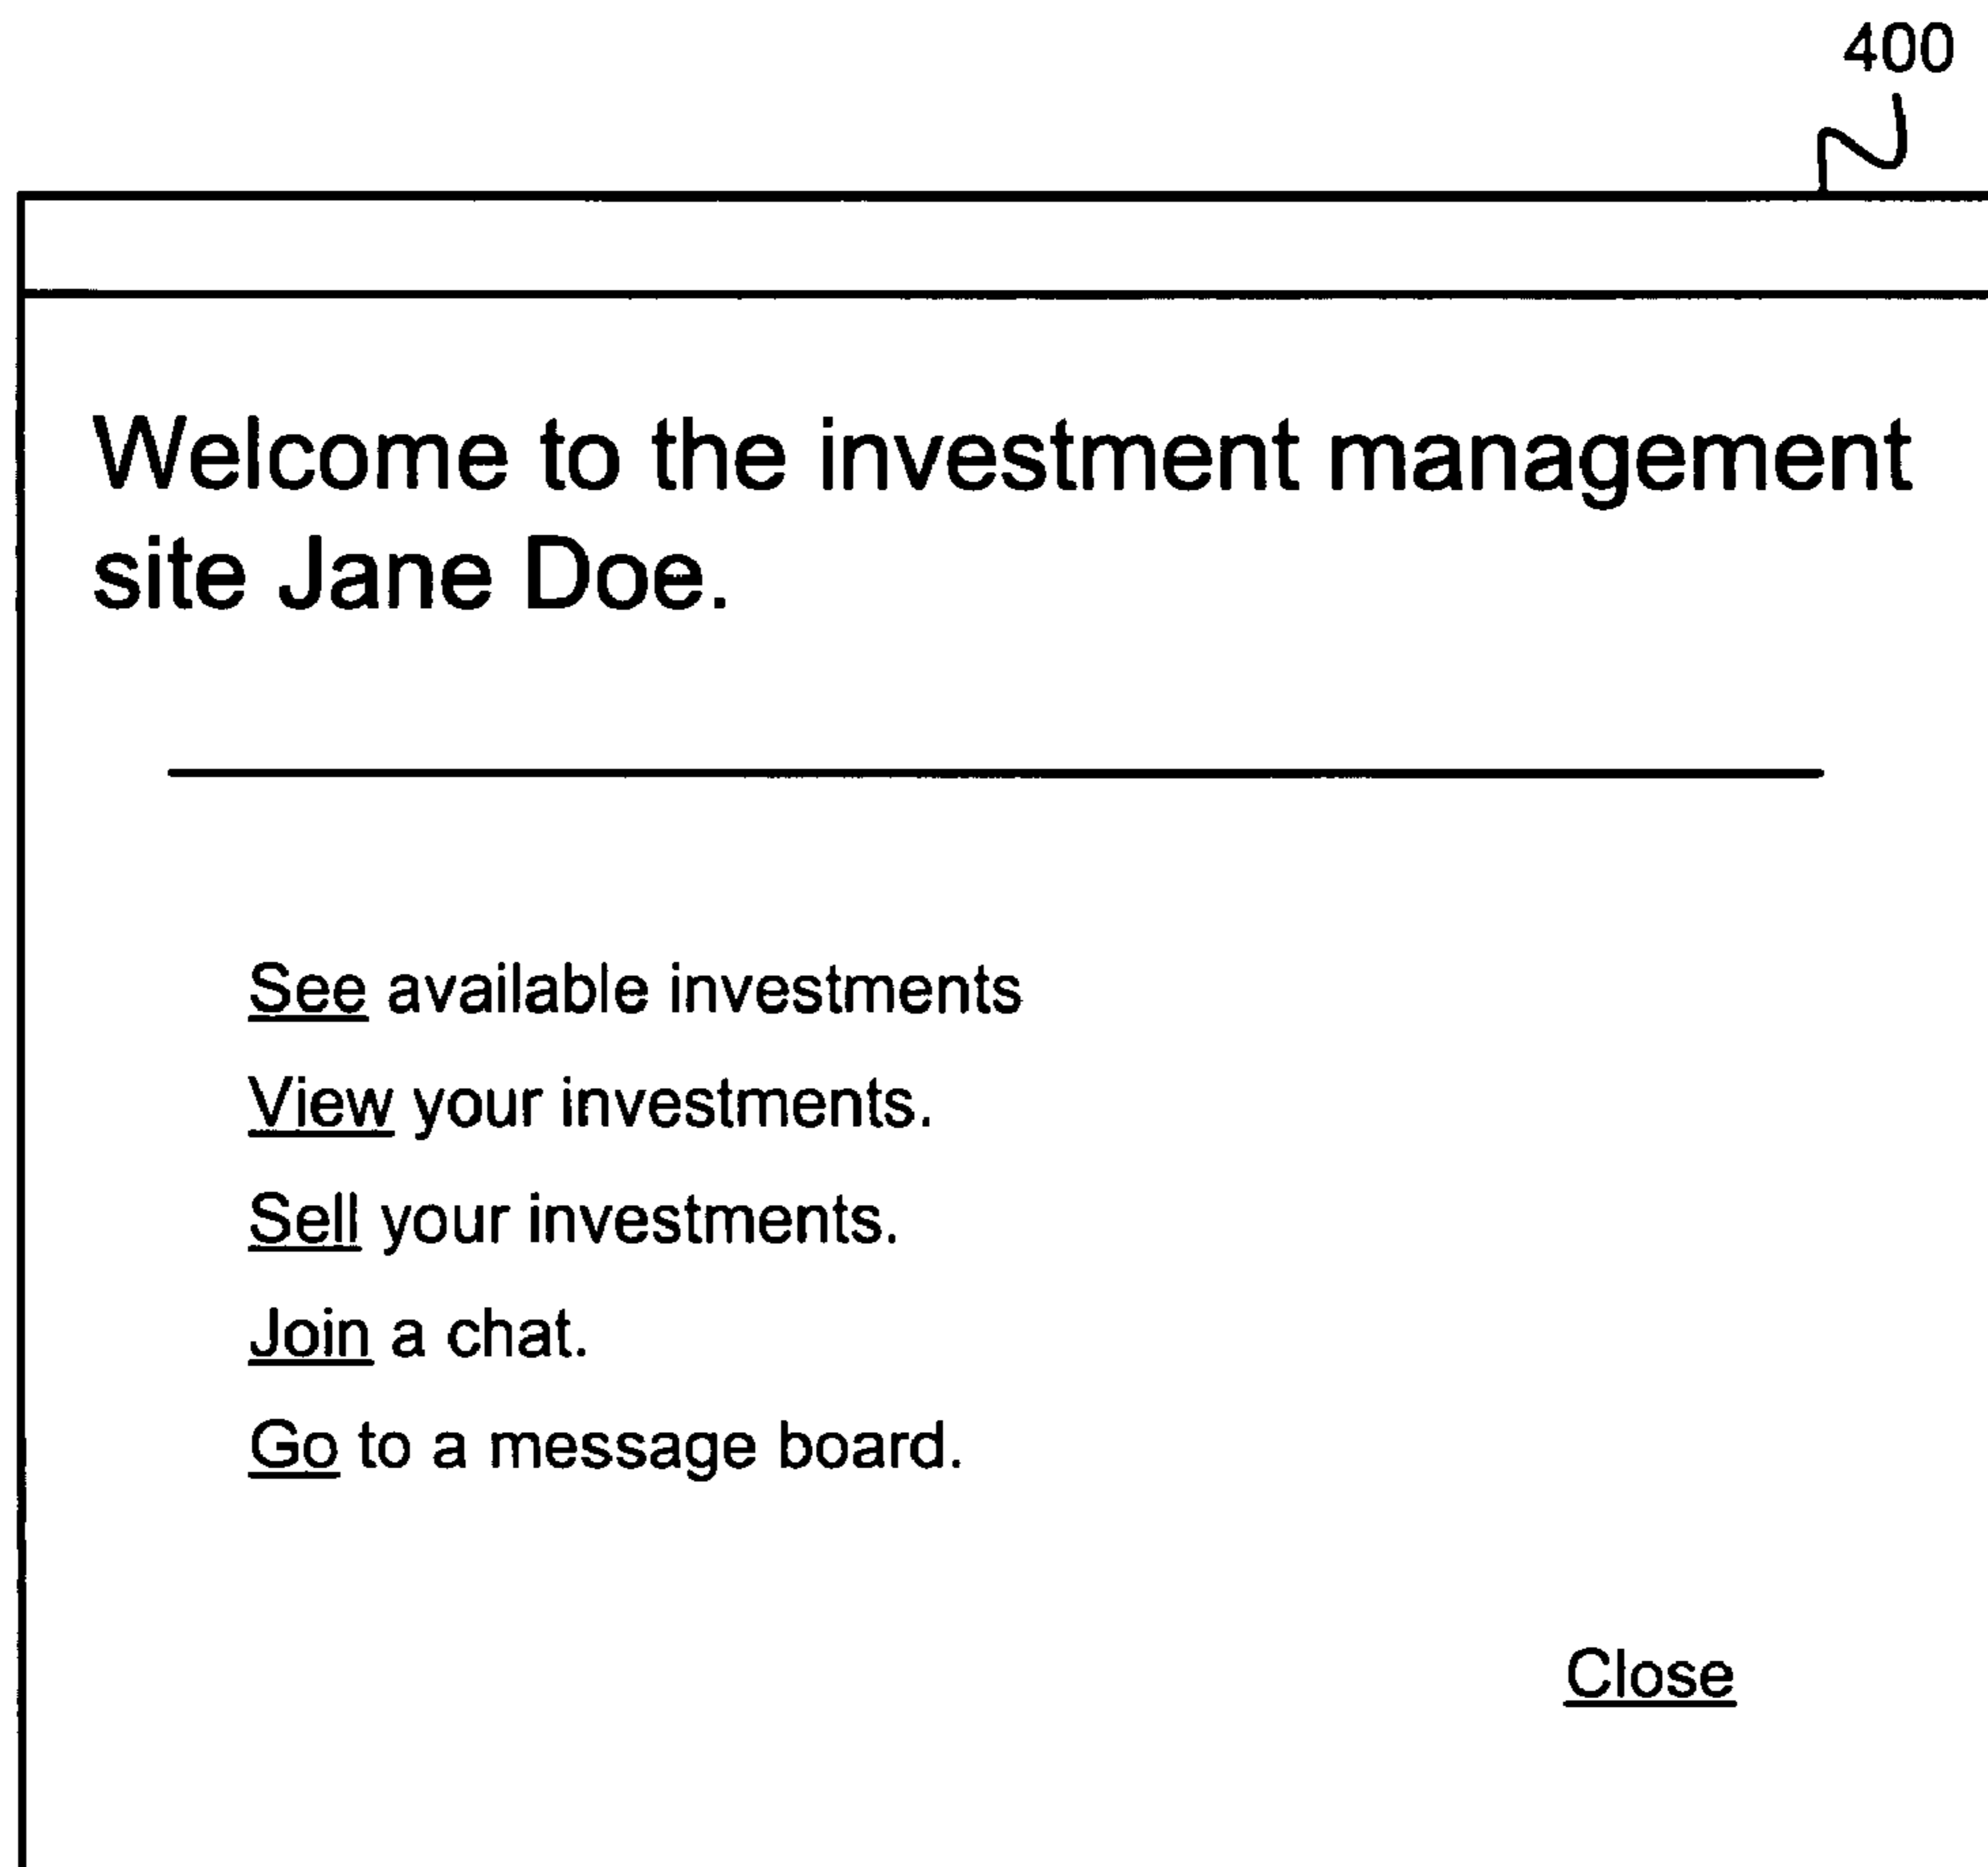 400
Welcome to the investment management
site Jane Doe.
See available investments
View your investments.
Sell your investments.
Join a chat.
Go to a message board.
Close